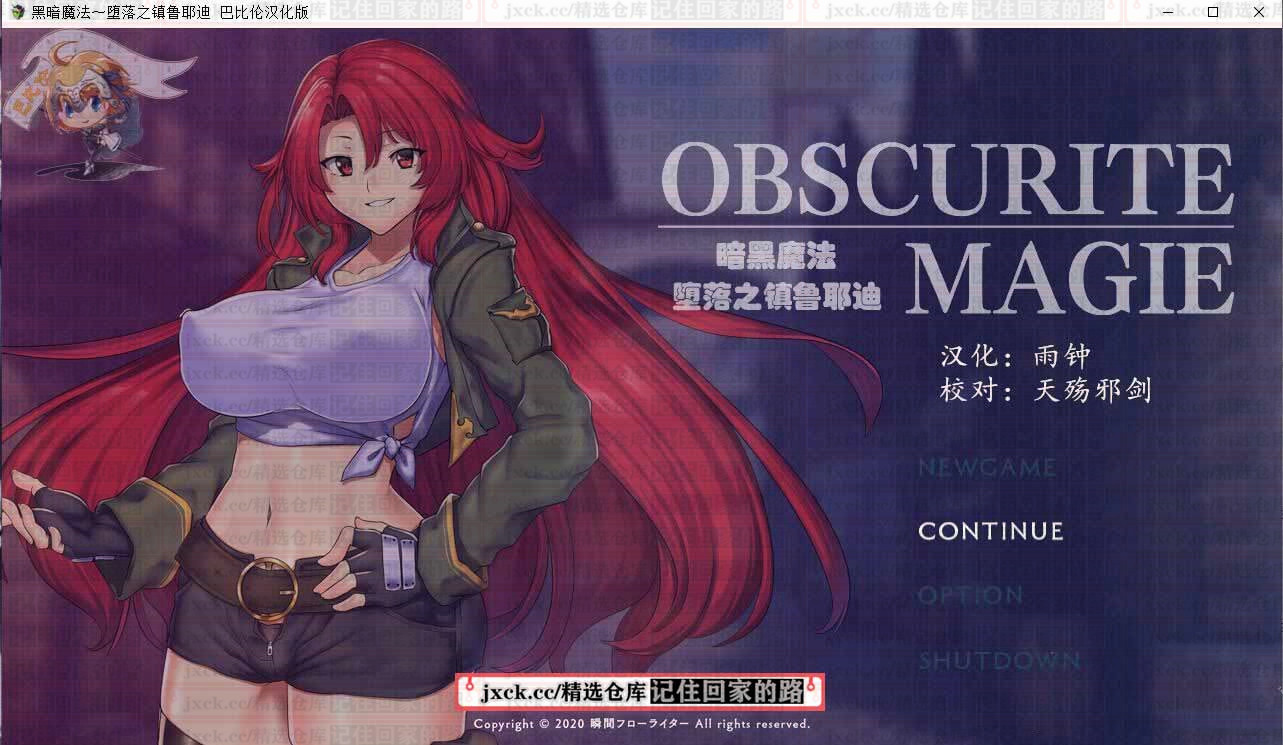 黑暗魔法~堕落之镇鲁耶迪 巴比伦汉化版
OBSCURITE
暗黑魔法
堕落之镇鲁耶迪
MAGIE
汉化：雨钟
校对：天殇邪剑
NEWGAME
CONTINUE
OPTION
SHUTDOWN
jxck.cc/精选仓库 记住回家的路
Copyright © 2020 瞬間フローライター All rights reserved.